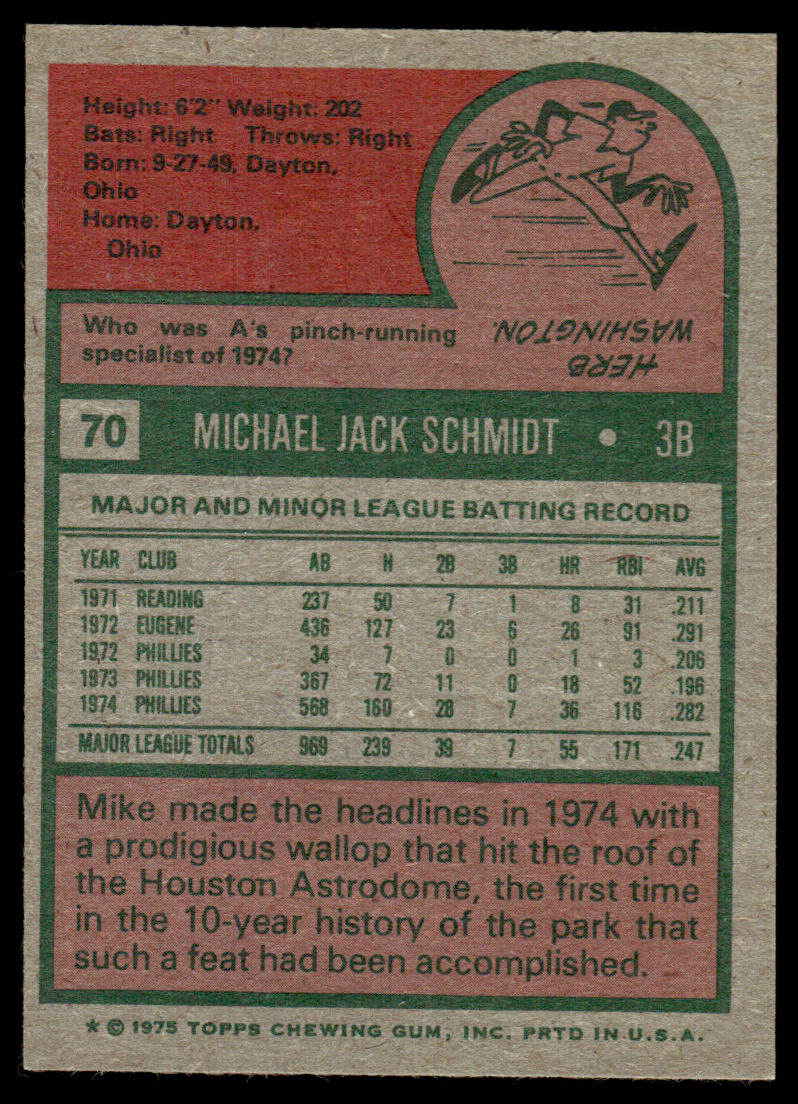 Height: 6'2" Weight: 202
Bats: Right Throws: Right
Born: 9-27-49, Dayton,
Ohio
Home: Dayton,
Ohio
Who was A's pinch-running
specialist of 1974?
HERB
WASHINGTON.
70 MICHAEL JACK SCHMIDT • 3B
MAJOR AND MINOR LEAGUE BATTING RECORD
YEAR CLUB AB H 2B 3B HR RBI AVG
1971 READING 237 50 7 1 8 31 .211
1972 EUGENE 436 127 23 6 26 91 .291
1972 PHILLIES 34 7 0 0 1 3 .206
1973 PHILLIES 367 72 11 0 18 52 .196
1974 PHILLIES 568 160 28 7 36 116 .282
MAJOR LEAGUE TOTALS 969 239 39 7 55 171 .247
Mike made the headlines in 1974 with
a prodigious wallop that hit the roof of
the Houston Astrodome, the first time
in the 10-year history of the park that
such a feat had been accomplished.
* © 1975 TOPPS CHEWING GUM, INC. PRTD IN U.S.A.